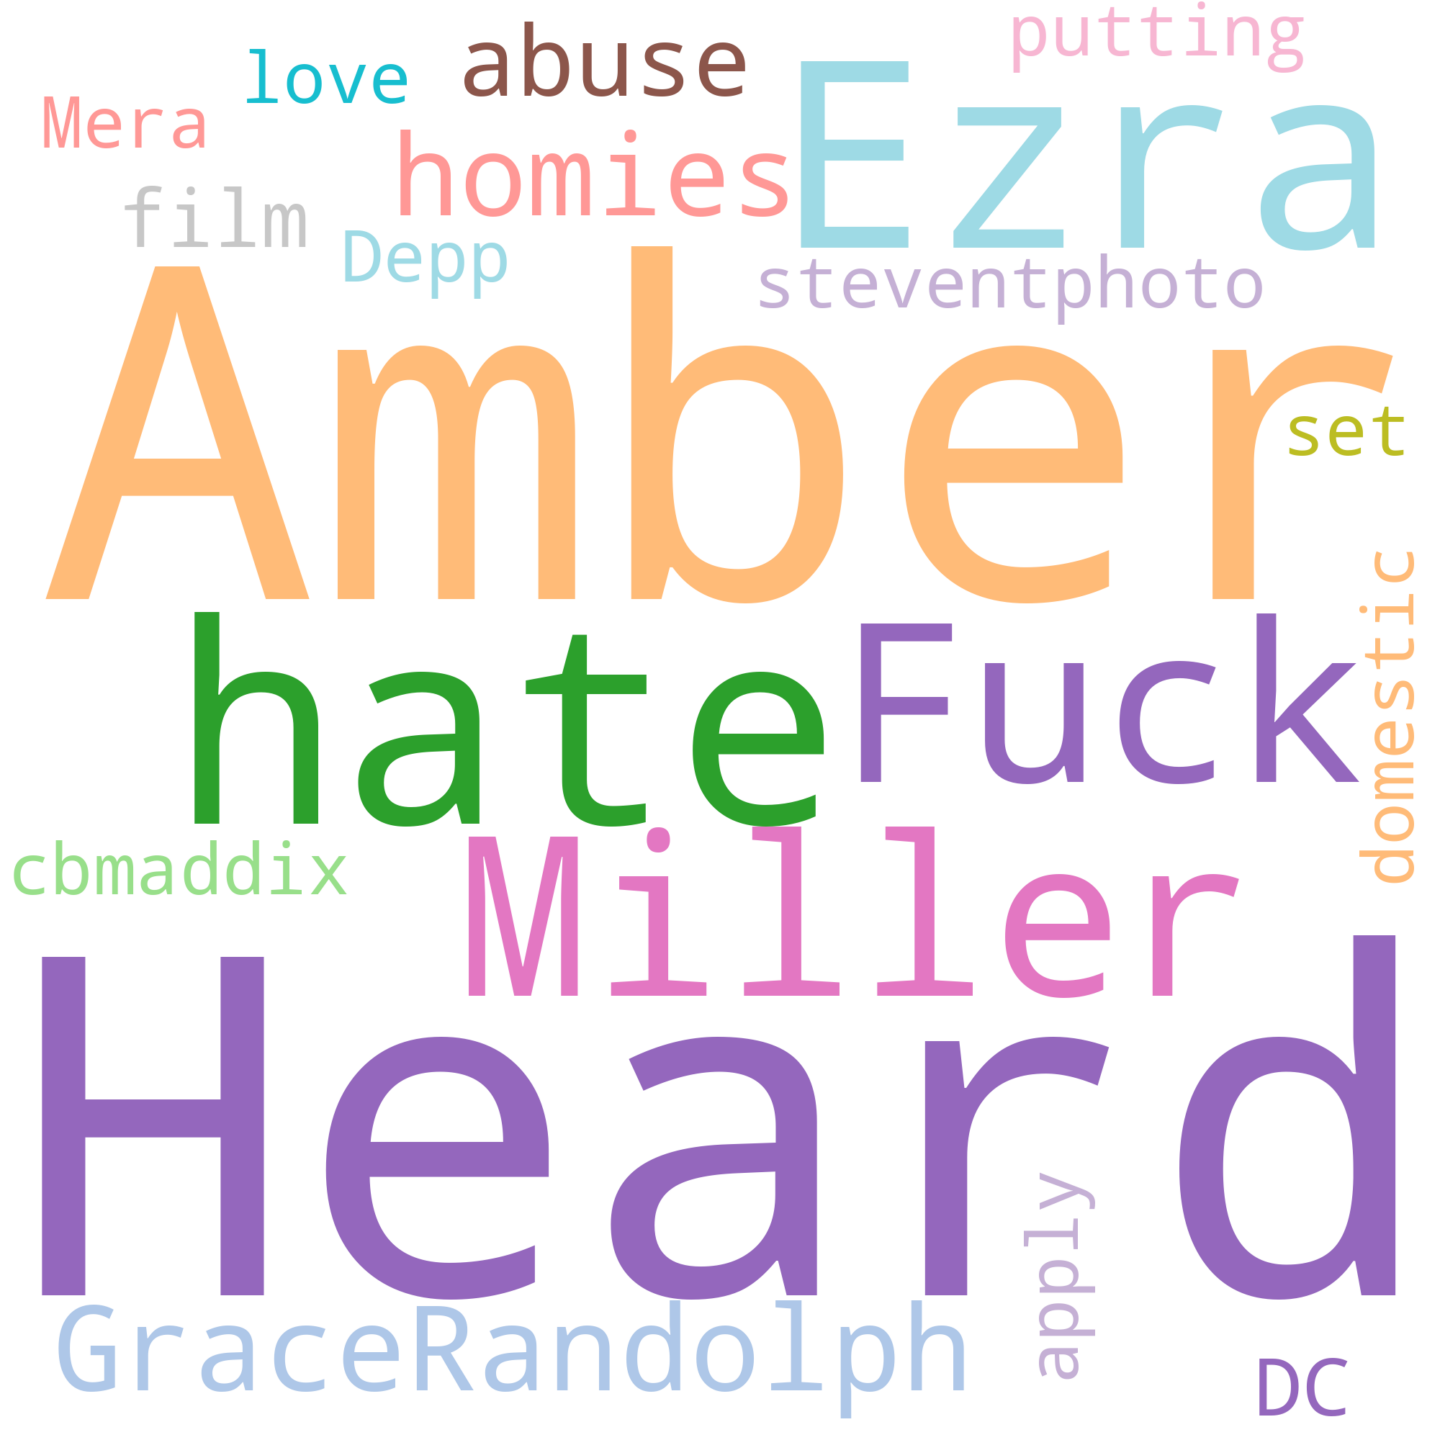 putting
abuse
love
Ezra
Mera
homies
film
Depp
steventphoto
Amber
set
domestic
hate
Fuck
cbmaddix
Miller
Heard
apply
GraceRandolph
DC